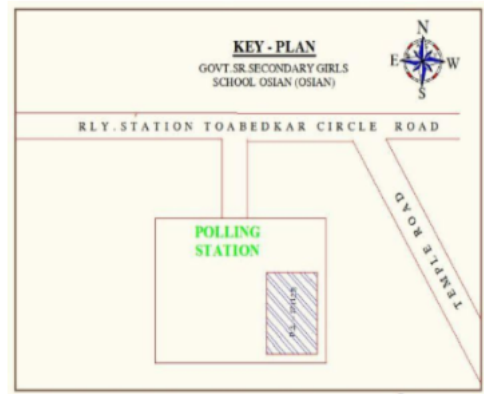 KEY - PLAN
GOVT.SR.SECONDARY GIRLS
SCHOOL OSIAN (OSIAN)
N
E
W
S
RLY.STATION TOABEDKAR CIRCLE ROAD
TEMPLE ROAD
POLLING
STATION